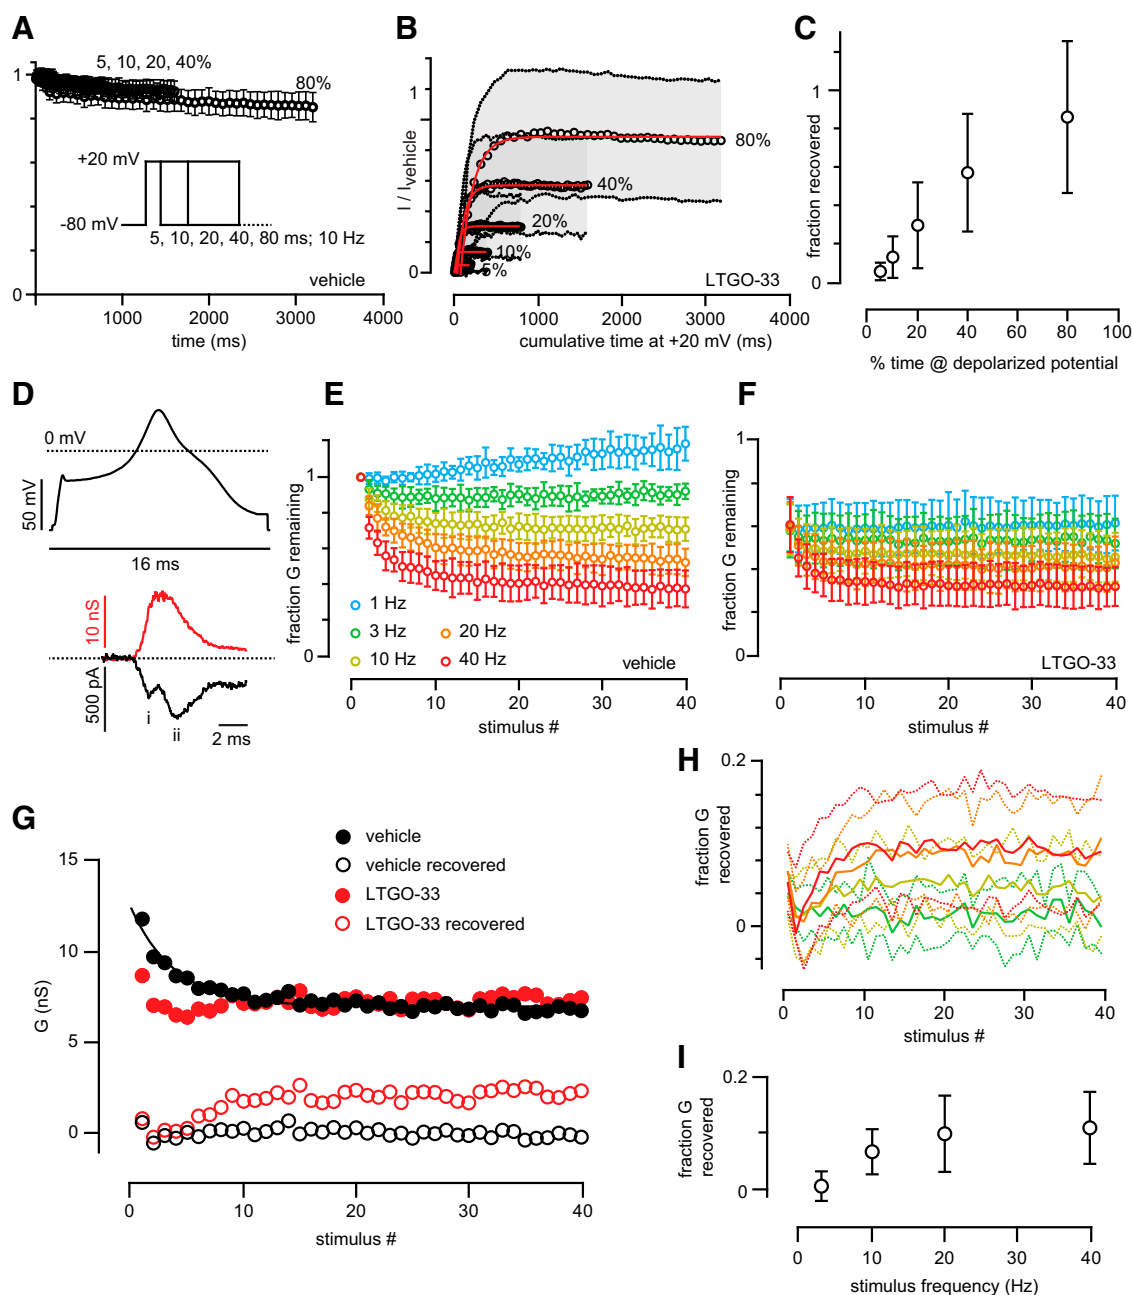 A
5, 10, 20, 40%
80%
1
+20 mV
-80 mV
5, 10, 20, 40, 80 ms; 10 Hz
vehicle
0
1000
2000
3000
4000
time (ms)
B
I / Ivehicle
1
0
80%
40%
20%
10%
5%
LTGO-33
0
1000
2000
3000
4000
cumulative time at +20 mV (ms)
C
fraction recovered
1
0
0
20
40
60
80
100
% time @ depolarized potential
D
0 mV
50 mV
16 ms
10 nS
500 pA
i
ii
2 ms
E
fraction G remaining
1
0
1 Hz
3 Hz
10 Hz
20 Hz
40 Hz
vehicle
0
10
20
30
40
stimulus #
F
fraction G remaining
1
0
LTGO-33
0
10
20
30
40
stimulus #
G
G (nS)
15
10
5
0
vehicle
vehicle recovered
LTGO-33
LTGO-33 recovered
0
10
20
30
40
stimulus #
H
fraction G
recovered
0.2
0
0
10
20
30
40
stimulus #
I
fraction G
recovered
0.2
0
0
10
20
30
40
stimulus frequency (Hz)